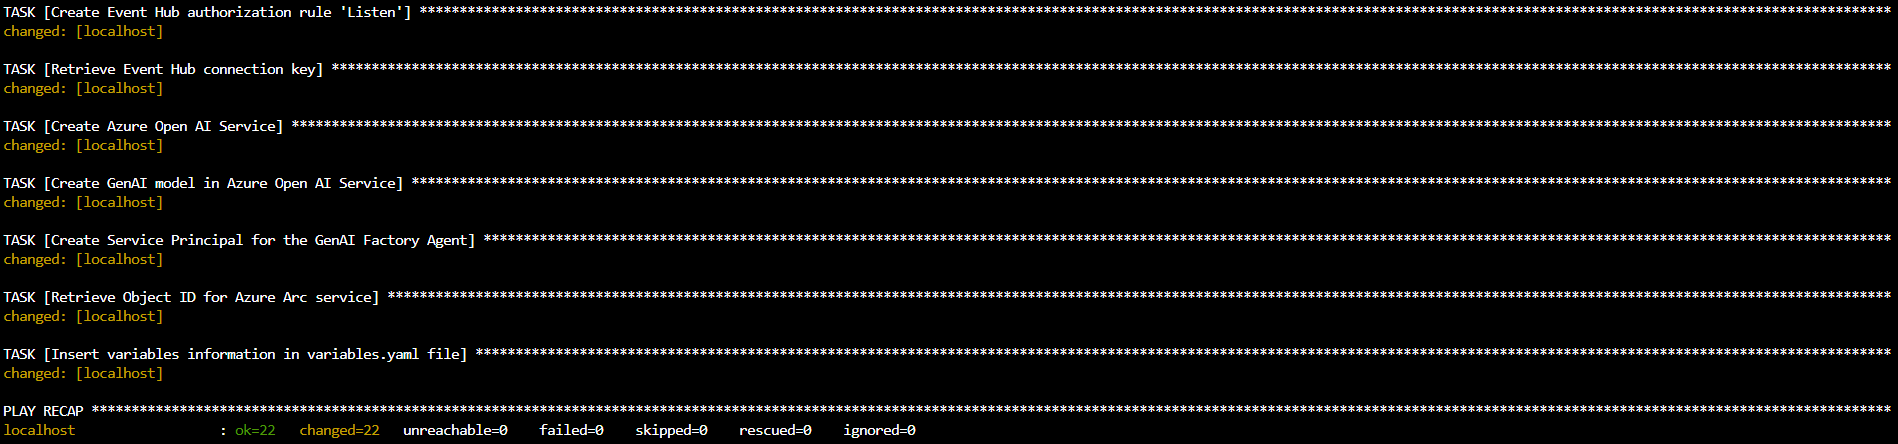 TASK [Create Event Hub authorization rule 'Listen'] ****************************************************************************************************************************************************************************************
changed: [localhost]
TASK [Retrieve Event Hub connection key] ***************************************************************************************************************************************************************************************************
changed: [localhost]
TASK [Create Azure Open AI Service] ********************************************************************************************************************************************************************************************************
changed: [localhost]
TASK [Create GenAI model in Azure Open AI Service] *****************************************************************************************************************************************************************************************
changed: [localhost]
TASK [Create Service Principal for the GenAI Factory Agent] ********************************************************************************************************************************************************************************
changed: [localhost]
TASK [Retrieve Object ID for Azure Arc service] ********************************************************************************************************************************************************************************************
changed: [localhost]
TASK [Insert variables information in variables.yaml file] *********************************************************************************************************************************************************************************
changed: [localhost]
PLAY RECAP *********************************************************************************************************************************************************************************************************************************
localhost                  : ok=22   changed=22   unreachable=0    failed=0    skipped=0    rescued=0    ignored=0